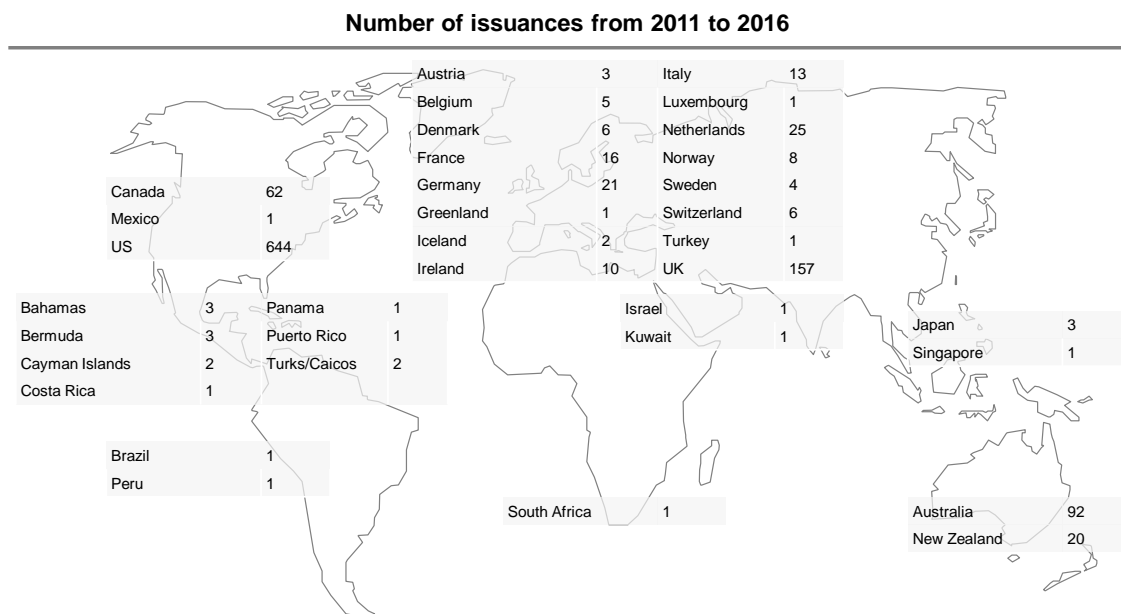 Number of issuances from 2011 to 2016
Austria 3 Italy 13
Belgium 5 Luxembourg 1
Denmark 6 Netherlands 25
France 16 Norway 8
Germany 21 Sweden 4
Greenland 1 Switzerland 6
Iceland 2 Turkey 1
Ireland 10 UK 157
Canada 62
Mexico 1
US 644
Bahamas 3 Panama 1
Bermuda 3 Puerto Rico 1
Cayman Islands 2 Turks/Caicos 2
Costa Rica 1
Israel 1
Kuwait 1
Japan 3
Singapore 1
Brazil 1
Peru 1
South Africa 1
Australia 92
New Zealand 20